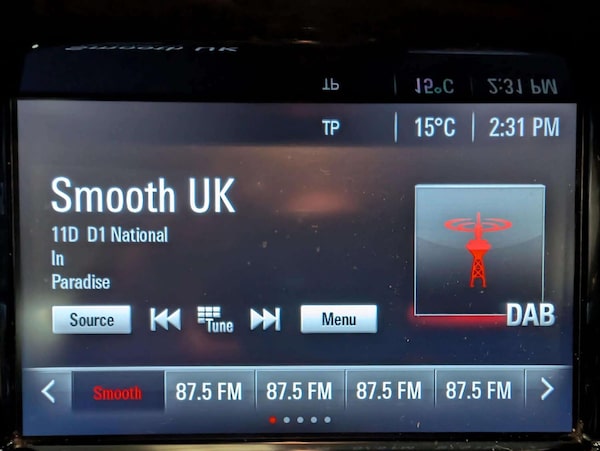 Smooth UK
TP 15°C 2:31 PM
TP 15°C 2:31 PM
Smooth UK
11D D1 National
In
Paradise
DAB
Source Tune Menu
Smooth 87.5 FM 87.5 FM 87.5 FM 87.5 FM